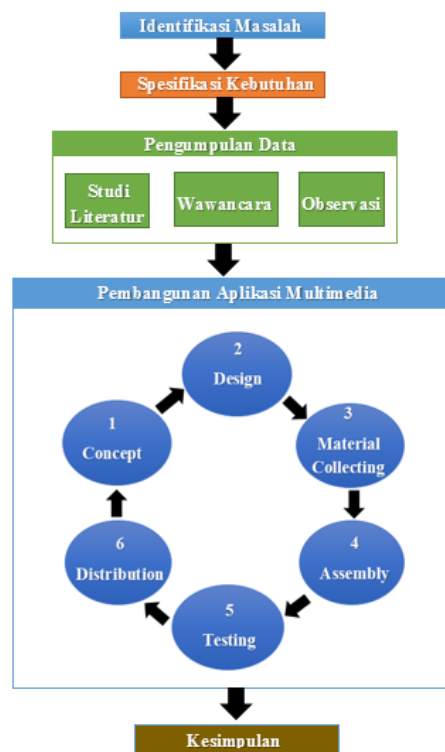 Identifikasi Masalah
Spesifikasi Kebutuhan
Pengumpulan Data
Studi
Literatur
Wawancara
Observasi
Pembangunan Aplikasi Multimedia
1
Concept
2
Design
3
Material
Collecting
4
Assembly
5
Testing
6
Distribution
Kesimpulan